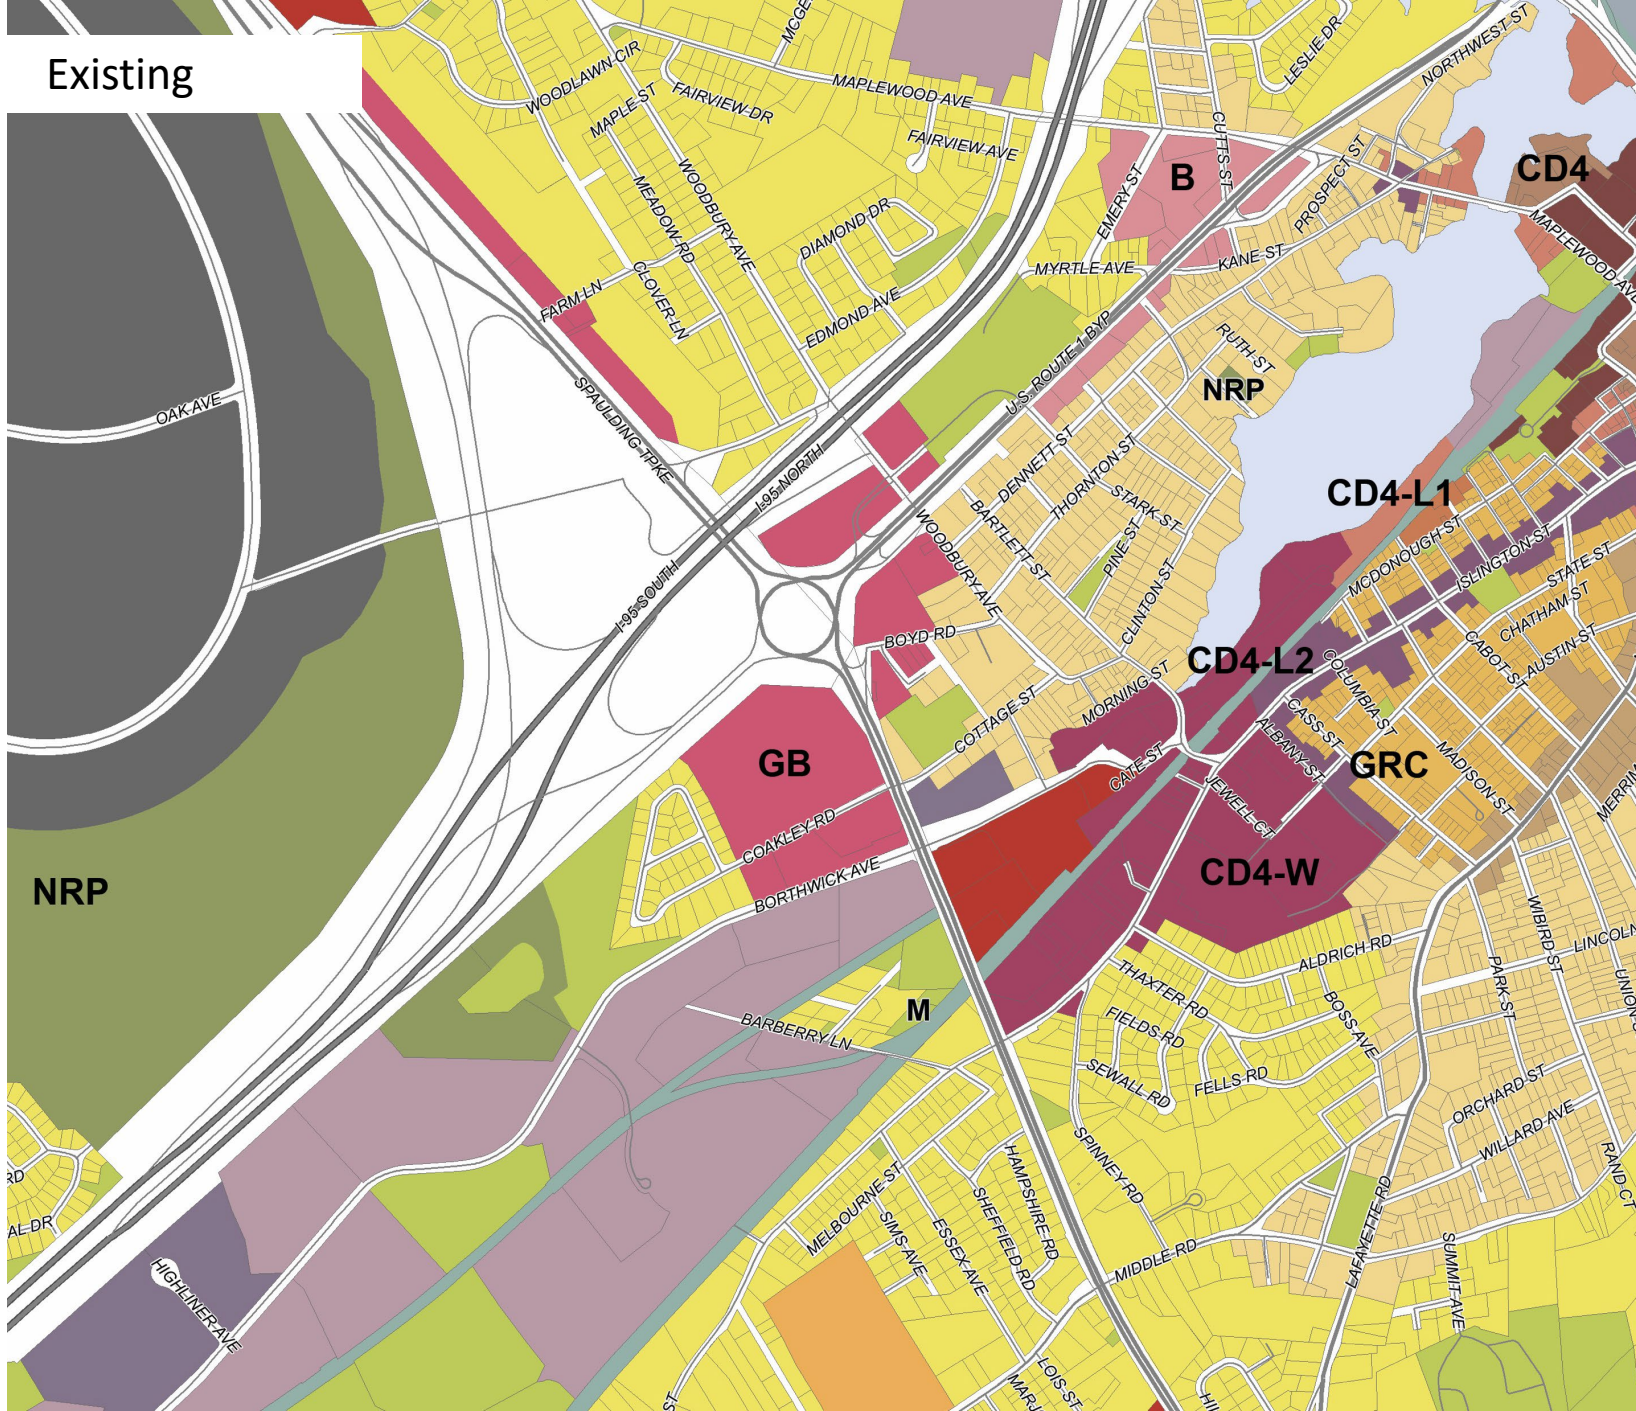 Existing
MAPLEWOOD AVE
WOODLAWN CIR
MAPLE ST
FAIRVIEW DR
FAIRVIEW AVE
LESLIE DR
NORTHWEST ST
CUTTS ST
B
EMERY ST
PROSPECT ST
CD4
MAPLEWOOD AVE
WOODBURY AVE
MEADOW RD
DIAMOND DR
CLOVER LN
FARM LN
EDMOND AVE
MYRTLE AVE
KANE ST
U.S. ROUTE 1 BYP
RUTH ST
NRP
OAK AVE
SPAULDING TPKE
I-95 NORTH
DENNETT ST
THORNTON ST
STARK ST
BARTLETT ST
PINE ST
WOODBURY AVE
CLINTON ST
CD4-L1
MCDONOUGH ST
ISLINGTON ST
STATE ST
CHATHAM ST
AUSTIN ST
CABOT ST
I-95 SOUTH
BOYD RD
CD4-L2
COLUMBIA ST
MORNING ST
COTTAGE ST
CASS ST
ALBANY ST
GB
CATE ST
GRC
MADISON ST
JEWELL CT
COAKLEY RD
BORTHWICK AVE
CD4-W
NRP
WIBIRD ST
LINCOLN
ALDRICH RD
PARK ST
THAXTER RD
BOSS AVE
M
FIELDS RD
BARBERRY LN
SEWALL RD
FELLS RD
ORCHARD ST
WILLARD AVE
SPINNEY RD
HAMPSHIRE RD
MELBOURNE ST
SHEFFIELD RD
SIMS AVE
ESSEX AVE
RAND CT
LAFAYETTE RD
MIDDLE RD
SUMMIT AVE
RD
AL DR
HIGHLINER AVE
LOIS ST
ST